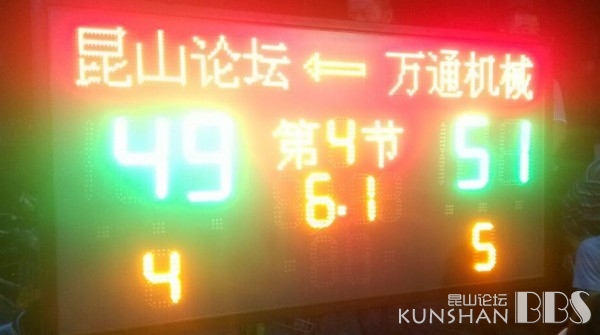 昆山论坛 ← 万通机械
49 第4节 51
6.1
4 5
昆山论坛
KUNSHAN BBS